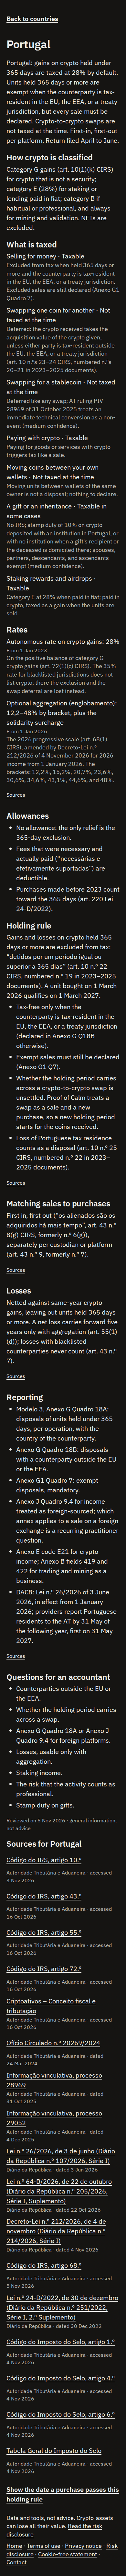 Back to countries
Portugal
Portugal: gains on crypto held under
365 days are taxed at 28% by default.
Units held 365 days or more are
exempt when the counterparty is tax-
resident in the EU, the EEA, or a treaty
jurisdiction, but every sale must be
declared. Crypto-to-crypto swaps are
not taxed at the time. First-in, first-out
per platform. Return filed April to June.
How crypto is classified
Category G gains (art. 10(1)(k) CIRS)
for crypto that is not a security;
category E (28%) for staking or
lending paid in fiat; category B if
habitual or professional, and always
for mining and validation. NFTs are
excluded.
What is taxed
Selling for money · Taxable
Excluded from tax when held 365 days or
more and the counterparty is tax-resident
in the EU, the EEA, or a treaty jurisdiction.
Excluded sales are still declared (Anexo G1
Quadro 7).
Swapping one coin for another · Not
taxed at the time
Deferred: the crypto received takes the
acquisition value of the crypto given,
unless either party is tax-resident outside
the EU, the EEA, or a treaty jurisdiction
(art. 10 n.ºs 21–24 CIRS, numbered n.ºs
20–21 in 2023–2025 documents).
Swapping for a stablecoin · Not taxed
at the time
Deferred like any swap; AT ruling PIV
28969 of 31 October 2025 treats an
immediate technical conversion as a non-
event (medium confidence).
Paying with crypto · Taxable
Paying for goods or services with crypto
triggers tax like a sale.
Moving coins between your own
wallets · Not taxed at the time
Moving units between wallets of the same
owner is not a disposal; nothing to declare.
A gift or an inheritance · Taxable in
some cases
No IRS; stamp duty of 10% on crypto
deposited with an institution in Portugal, or
with no institution when a gift's recipient or
the deceased is domiciled there; spouses,
partners, descendants, and ascendants
exempt (medium confidence).
Staking rewards and airdrops ·
Taxable
Category E at 28% when paid in fiat; paid in
crypto, taxed as a gain when the units are
sold.
Rates
Autonomous rate on crypto gains: 28%
From 1 Jan 2023
On the positive balance of category G
crypto gains (art. 72(1)(c) CIRS). The 35%
rate for blacklisted jurisdictions does not
list crypto; there the exclusion and the
swap deferral are lost instead.
Optional aggregation (englobamento):
12.2–48% by bracket, plus the
solidarity surcharge
From 1 Jan 2026
The 2026 progressive scale (art. 68(1)
CIRS), amended by Decreto-Lei n.º
212/2026 of 4 November 2026 for 2026
income from 1 January 2026. The
brackets: 12,2%, 15,2%, 20,7%, 23,6%,
30,6%, 34,6%, 43,1%, 44,6%, and 48%.
Sources
Allowances
No allowance: the only relief is the
365-day exclusion.
Fees that were necessary and
actually paid ("necessárias e
efetivamente suportadas") are
deductible.
Purchases made before 2023 count
toward the 365 days (art. 220 Lei
24-D/2022).
Holding rule
Gains and losses on crypto held 365
days or more are excluded from tax:
"detidos por um período igual ou
superior a 365 dias" (art. 10 n.º 22
CIRS, numbered n.º 19 in 2023–2025
documents). A unit bought on 1 March
2026 qualifies on 1 March 2027.
Tax-free only when the
counterparty is tax-resident in the
EU, the EEA, or a treaty jurisdiction
(declared in Anexo G Q18B
otherwise).
Exempt sales must still be declared
(Anexo G1 Q7).
Whether the holding period carries
across a crypto-to-crypto swap is
unsettled. Proof of Calm treats a
swap as a sale and a new
purchase, so a new holding period
starts for the coins received.
Loss of Portuguese tax residence
counts as a disposal (art. 10 n.º 25
CIRS, numbered n.º 22 in 2023–
2025 documents).
Sources
Matching sales to purchases
First in, first out ("os alienados são os
adquiridos há mais tempo", art. 43 n.º
8(g) CIRS, formerly n.º 6(g)),
separately per custodian or platform
(art. 43 n.º 9, formerly n.º 7).
Sources
Losses
Netted against same-year crypto
gains, leaving out units held 365 days
or more. A net loss carries forward five
years only with aggregation (art. 55(1)
(d)); losses with blacklisted
counterparties never count (art. 43 n.º
7).
Sources
Reporting
Modelo 3, Anexo G Quadro 18A:
disposals of units held under 365
days, per operation, with the
country of the counterparty.
Anexo G Quadro 18B: disposals
with a counterparty outside the EU
or the EEA.
Anexo G1 Quadro 7: exempt
disposals, mandatory.
Anexo J Quadro 9.4 for income
treated as foreign-sourced; which
annex applies to a sale on a foreign
exchange is a recurring practitioner
question.
Anexo E code E21 for crypto
income; Anexo B fields 419 and
422 for trading and mining as a
business.
DAC8: Lei n.º 26/2026 of 3 June
2026, in effect from 1 January
2026; providers report Portuguese
residents to the AT by 31 May of
the following year, first on 31 May
2027.
Sources
Questions for an accountant
Counterparties outside the EU or
the EEA.
Whether the holding period carries
across a swap.
Anexo G Quadro 18A or Anexo J
Quadro 9.4 for foreign platforms.
Losses, usable only with
aggregation.
Staking income.
The risk that the activity counts as
professional.
Stamp duty on gifts.
Reviewed on 5 Nov 2026 · general information,
not advice
Sources for Portugal
Código do IRS, artigo 10.º
Autoridade Tributária e Aduaneira · accessed
3 Nov 2026
Código do IRS, artigo 43.º
Autoridade Tributária e Aduaneira · accessed
16 Oct 2026
Código do IRS, artigo 55.º
Autoridade Tributária e Aduaneira · accessed
16 Oct 2026
Código do IRS, artigo 72.º
Autoridade Tributária e Aduaneira · accessed
16 Oct 2026
Criptoativos – Conceito fiscal e
tributação
Autoridade Tributária e Aduaneira · accessed
16 Oct 2026
Informação vinculativa, processo
29052
Autoridade Tributária e Aduaneira · dated
4 Dec 2025
Ofício Circulado n.º 20269/2024
Autoridade Tributária e Aduaneira · dated
24 Mar 2024
Informação vinculativa, processo
28969
Autoridade Tributária e Aduaneira · dated
31 Oct 2025
Informação vinculativa, processo
29052
Autoridade Tributária e Aduaneira · dated
4 Dec 2025
Lei n.º 26/2026, de 3 de junho (Diário
da República n.º 107/2026, Série I)
Diário da República · dated 3 Jun 2026
Lei n.º 64-B/2026, de 22 de outubro
(Diário da República n.º 205/2026,
Série I, Suplemento)
Diário da República · dated 22 Oct 2026
Decreto-Lei n.º 212/2026, de 4 de
novembro (Diário da República n.º
214/2026, Série I)
Diário da República · dated 4 Nov 2026
Código do IRS, artigo 68.º
Autoridade Tributária e Aduaneira · accessed
5 Nov 2026
Lei n.º 24-D/2022, de 30 de dezembro
(Diário da República n.º 251/2022,
Série I, 2.º Suplemento)
Diário da República · dated 30 Dec 2022
Código do Imposto do Selo, artigo 1.º
Autoridade Tributária e Aduaneira · accessed
4 Nov 2026
Código do Imposto do Selo, artigo 4.º
Autoridade Tributária e Aduaneira · accessed
4 Nov 2026
Código do Imposto do Selo, artigo 6.º
Autoridade Tributária e Aduaneira · accessed
4 Nov 2026
Tabela Geral do Imposto do Selo
Autoridade Tributária e Aduaneira · accessed
4 Nov 2026
Show the date a purchase passes this
holding rule
Data and tools, not advice. Crypto-assets
can lose all their value. Read the risk
disclosure
Home · Terms of use · Privacy notice · Risk
disclosure · Cookie-free statement ·
Contact